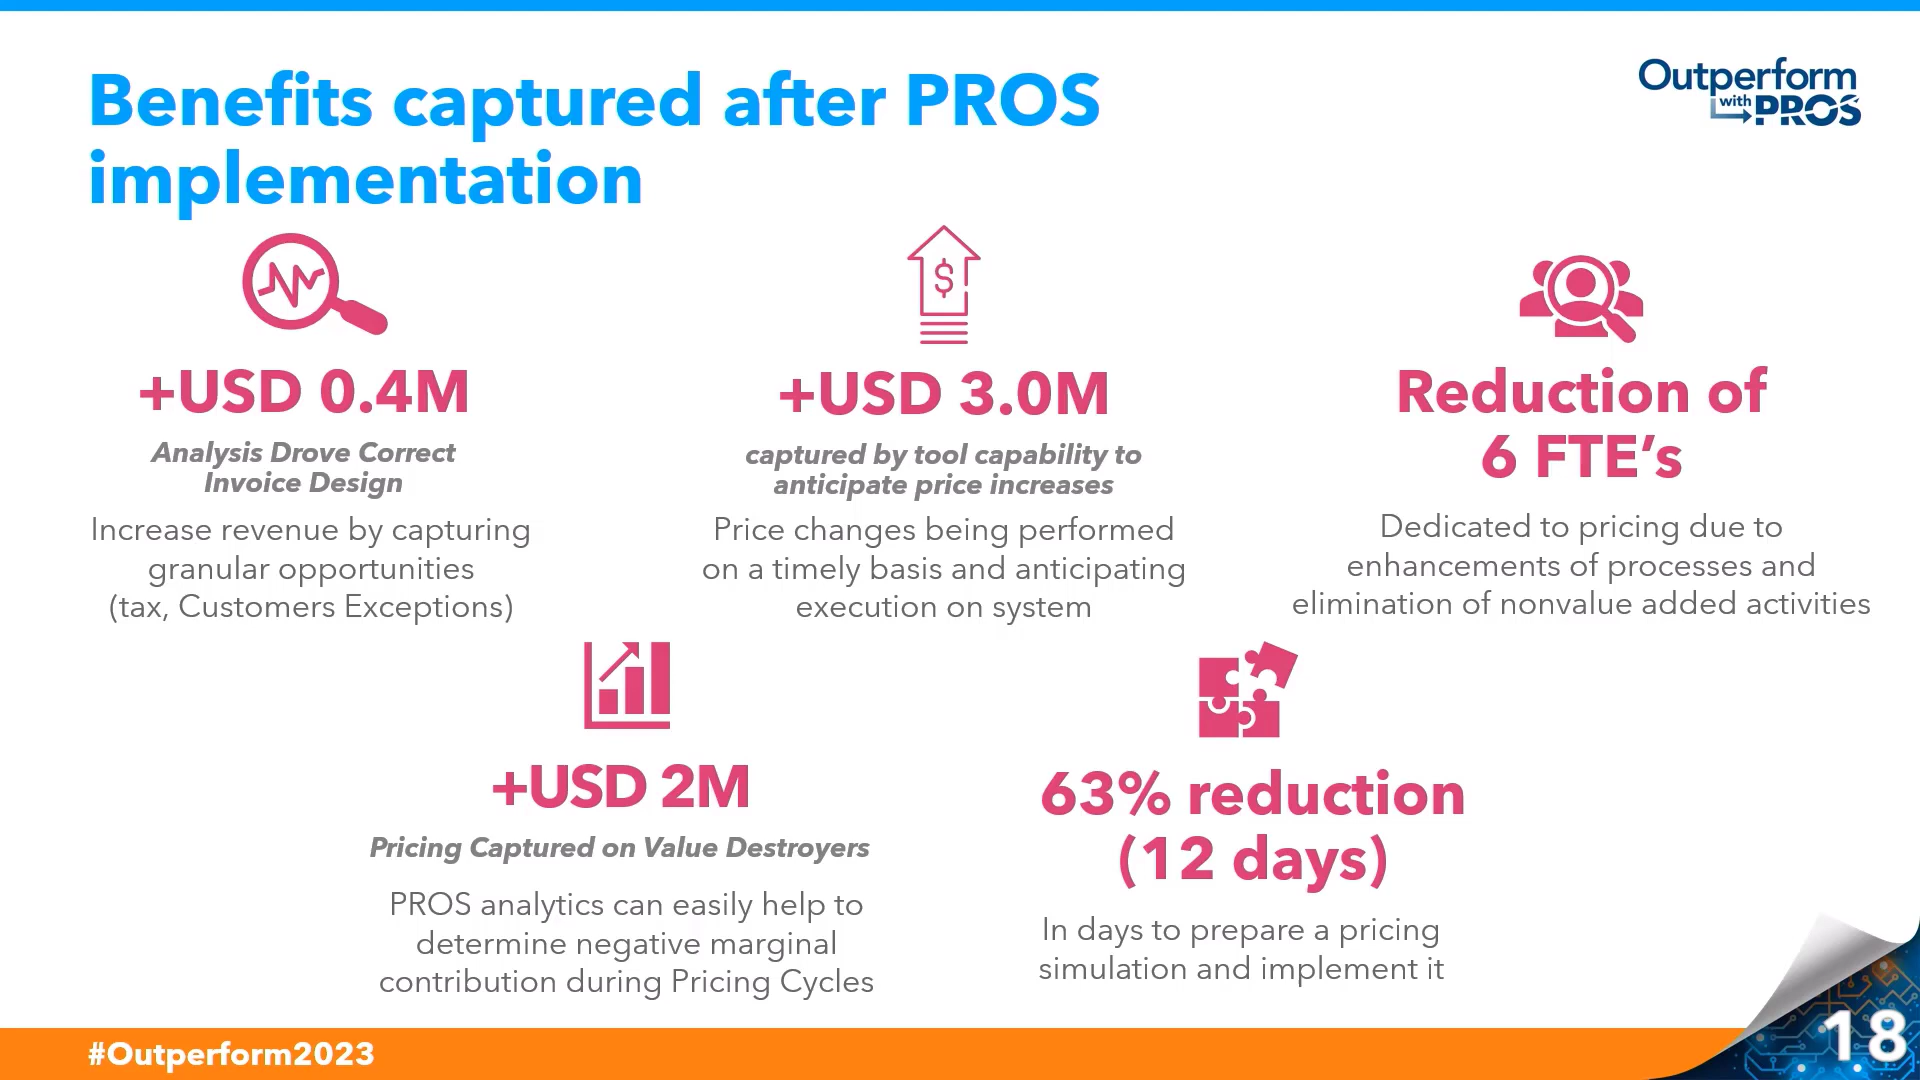 Benefits captured after PROS
implementation
Outperform
with PROS
$
+USD 0.4M
Analysis Drove Correct
Invoice Design
Increase revenue by capturing
granular opportunities
(tax, Customers Exceptions)
+USD 3.0M
captured by tool capability to
anticipate price increases
Price changes being performed
on a timely basis and anticipating
execution on system
Reduction of
6 FTE’s
Dedicated to pricing due to
enhancements of processes and
elimination of nonvalue added activities
+USD 2M
Pricing Captured on Value Destroyers
PROS analytics can easily help to
determine negative marginal
contribution during Pricing Cycles
63% reduction
(12 days)
In days to prepare a pricing
simulation and implement it
#Outperform2023
18